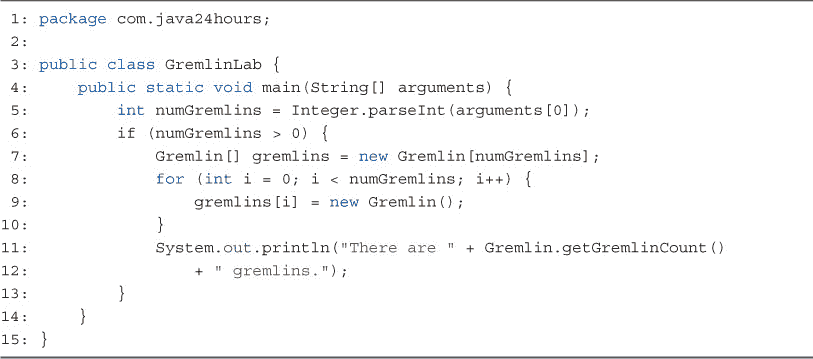 1: package com.java24hours;
2:
3: public class GremlinLab {
4:     public static void main(String[] arguments) {
5:         int numGremlins = Integer.parseInt(arguments[0]);
6:         if (numGremlins > 0) {
7:             Gremlin[] gremlins = new Gremlin[numGremlins];
8:             for (int i = 0; i < numGremlins; i++) {
9:                 gremlins[i] = new Gremlin();
10:             }
11:             System.out.println("There are " + Gremlin.getGremlinCount()
12:                 + " gremlins.");
13:         }
14:     }
15: }